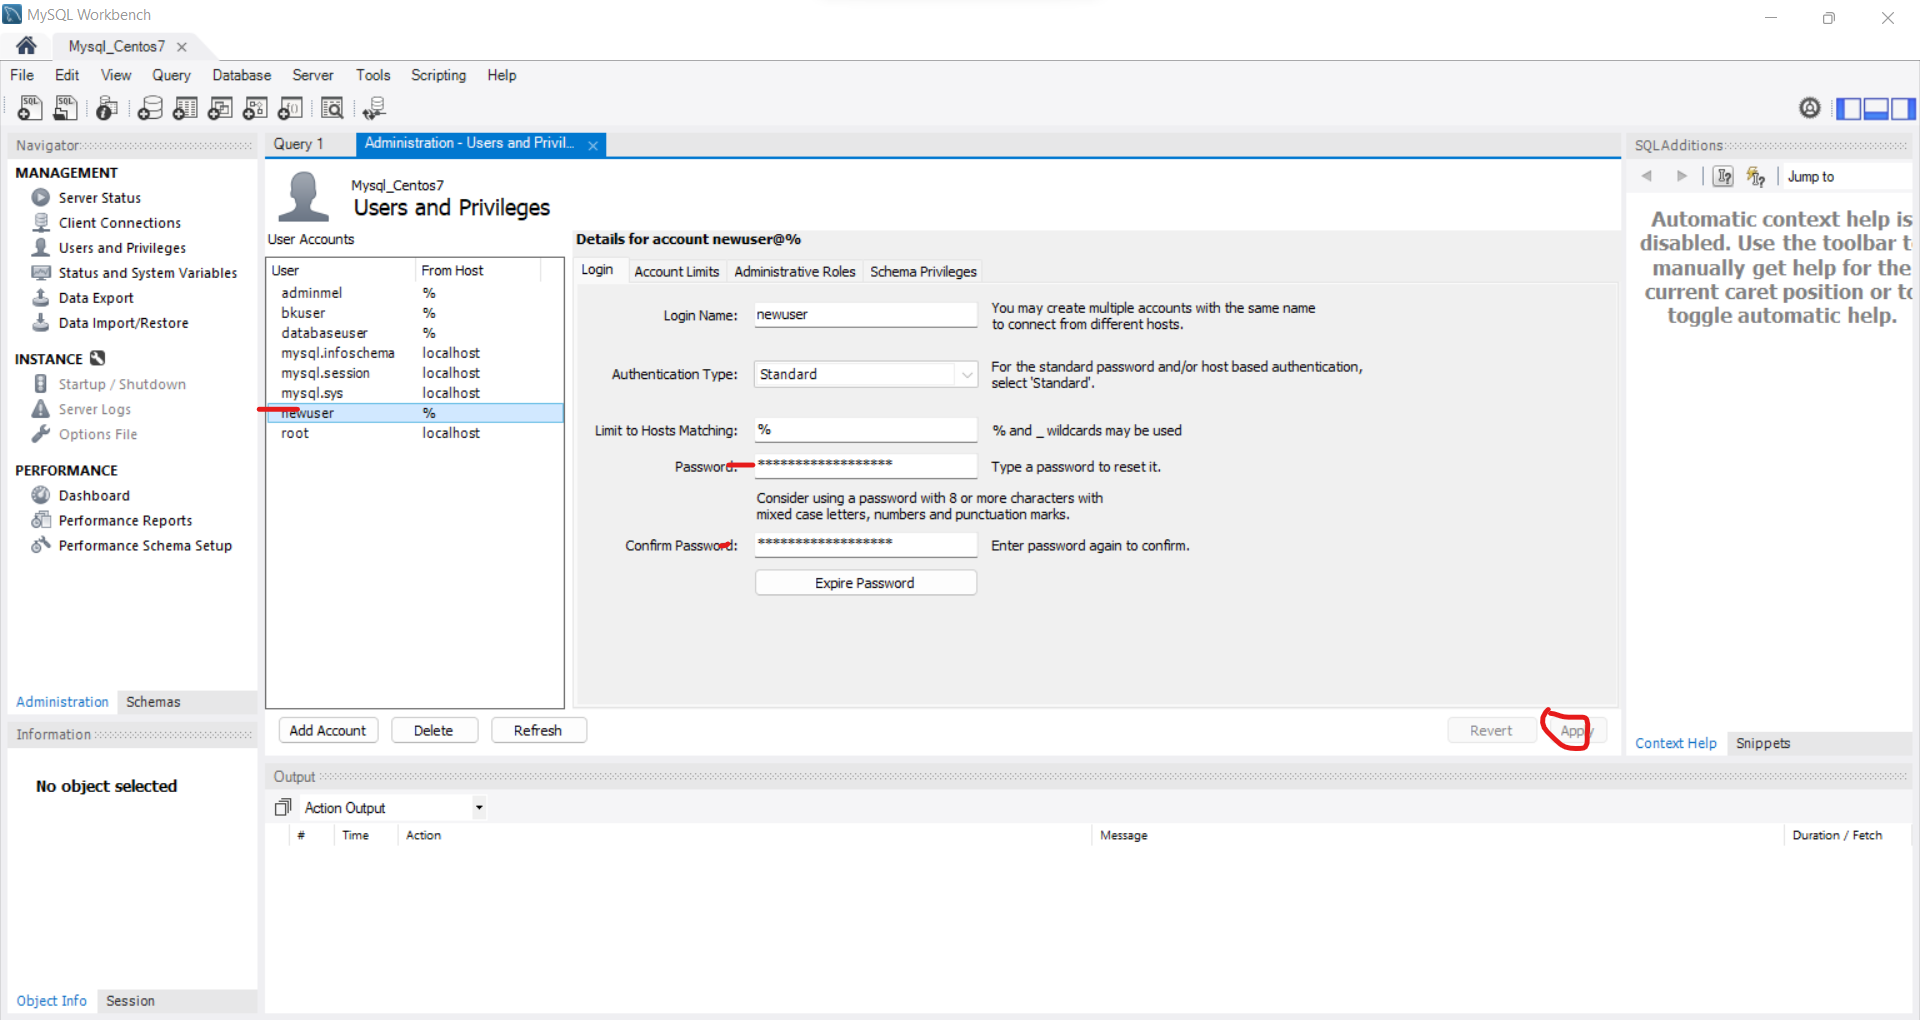 MySQL Workbench
Mysql_Centos7
File Edit View Query Database Server Tools Scripting Help
Navigator
MANAGEMENT
Server Status
Client Connections
Users and Privileges
Status and System Variables
Data Export
Data Import/Restore
INSTANCE
Startup / Shutdown
Server Logs
Options File
PERFORMANCE
Dashboard
Performance Reports
Performance Schema Setup
Administration Schemas
Information
No object selected
Object Info Session
Query 1 Administration - Users and Privil...
Mysql_Centos7
Users and Privileges
User Accounts
User From Host
adminmel %
bkuser %
databaseuser %
mysql.infoschema localhost
mysql.session localhost
mysql.sys localhost
newuser %
root localhost
Add Account Delete Refresh
Details for account newuser@%
Login Account Limits Administrative Roles Schema Privileges
Login Name: newuser
You may create multiple accounts with the same name
to connect from different hosts.
Authentication Type: Standard
For the standard password and/or host based authentication,
select 'Standard'.
Limit to Hosts Matching: % % and _ wildcards may be used
Password: ****************** Type a password to reset it.
Consider using a password with 8 or more characters with
mixed case letters, numbers and punctuation marks.
Confirm Password: ****************** Enter password again to confirm.
Expire Password
Revert Apply
Output
Action Output
# Time Action Message Duration / Fetch
SQLAdditions
Jump to
Automatic context help is
disabled. Use the toolbar t
manually get help for the
current caret position or to
toggle automatic help.
Context Help Snippets